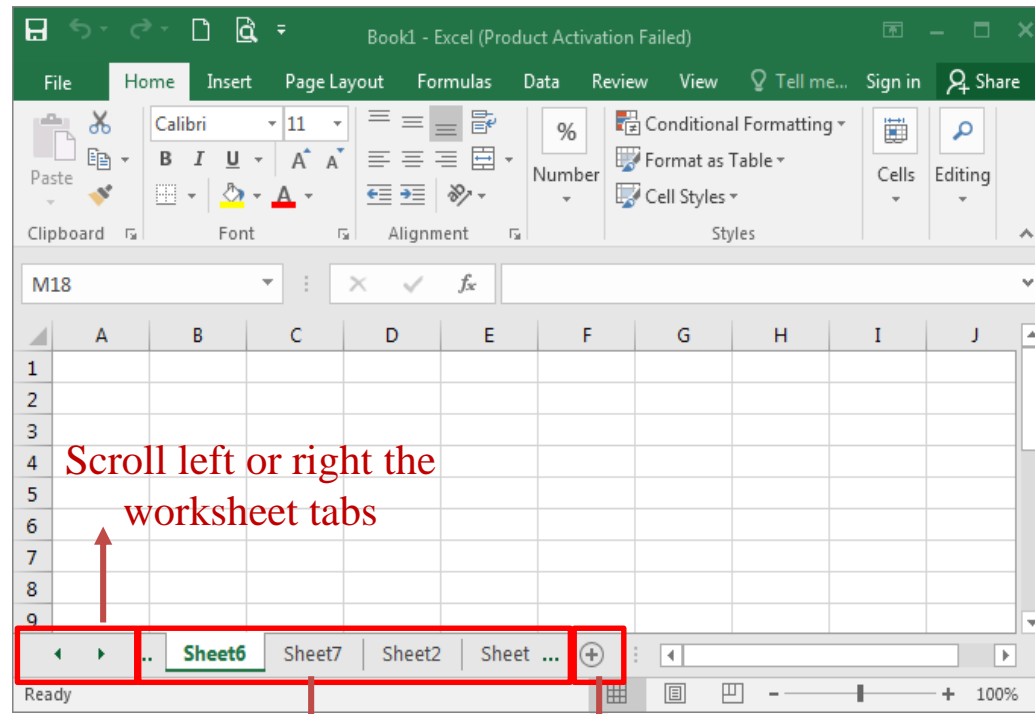 Book1 - Excel (Product Activation Failed)
File Home Insert Page Layout Formulas Data Review View Tell me... Sign in Share
Calibri 11
Paste
B I U A A
A
% Number
Conditional Formatting
Format as Table
Cell Styles
Cells Editing
Clipboard Font Alignment Styles
M18 fx
A B C D E F G H I J
1
2
3
4
5
6
7
8
9
Scroll left or right the
worksheet tabs
.. Sheet6 Sheet7 Sheet2 Sheet ...
Ready - + 100%